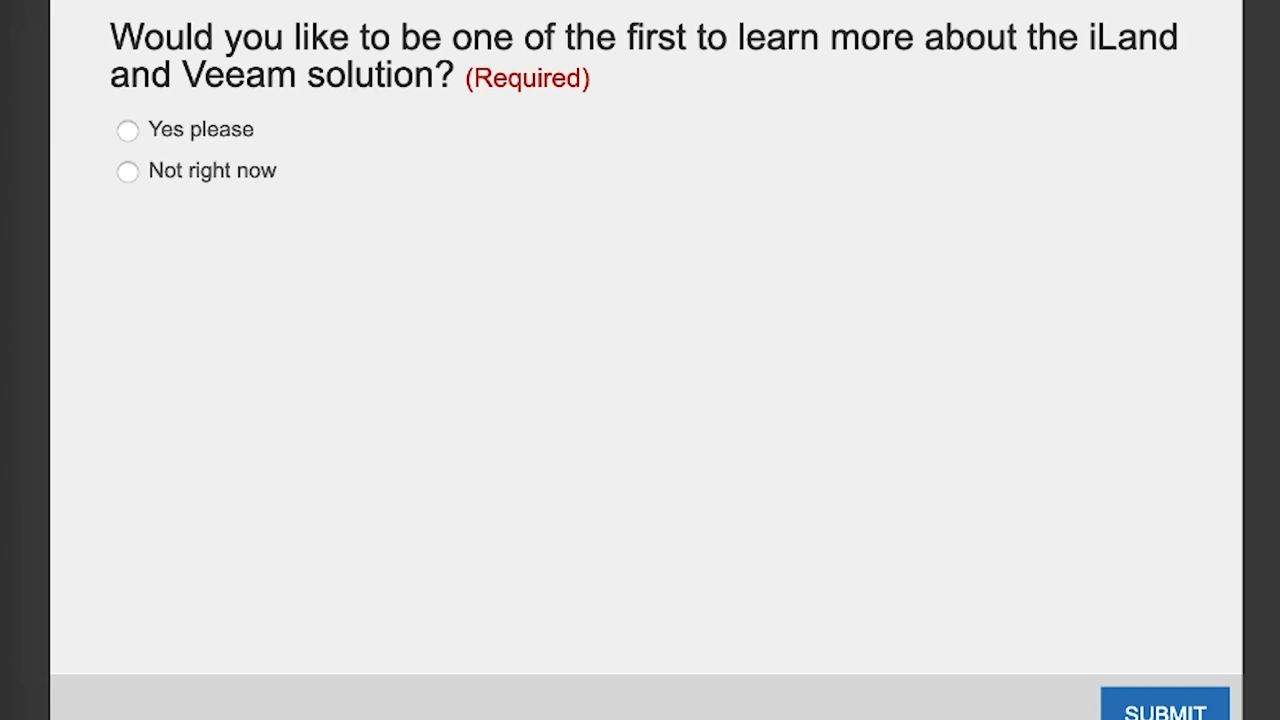 Would you like to be one of the first to learn more about the iLand
and Veeam solution? (Required)
Yes please
Not right now
SUBMIT